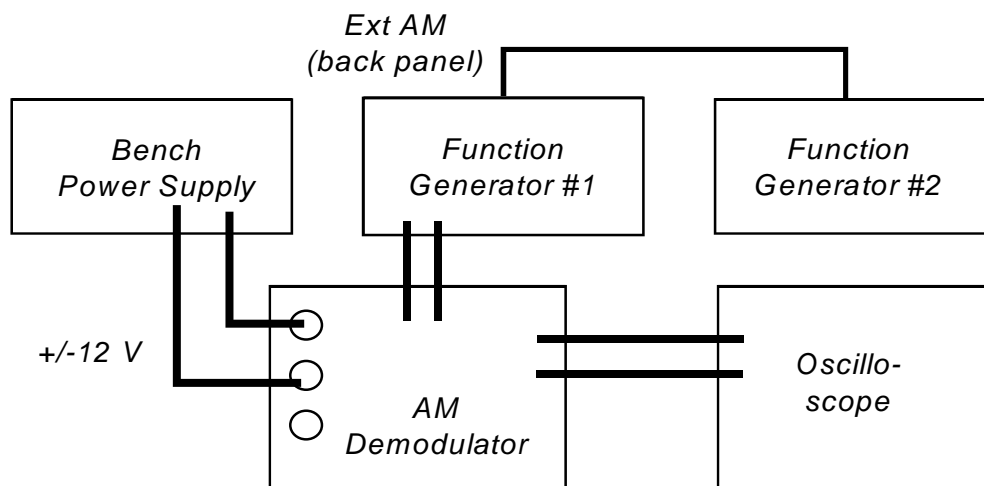 Ext AM
(back panel)
Bench
Power Supply
Function
Generator #1
Function
Generator #2
+/-12 V
AM
Demodulator
Oscillo-
scope